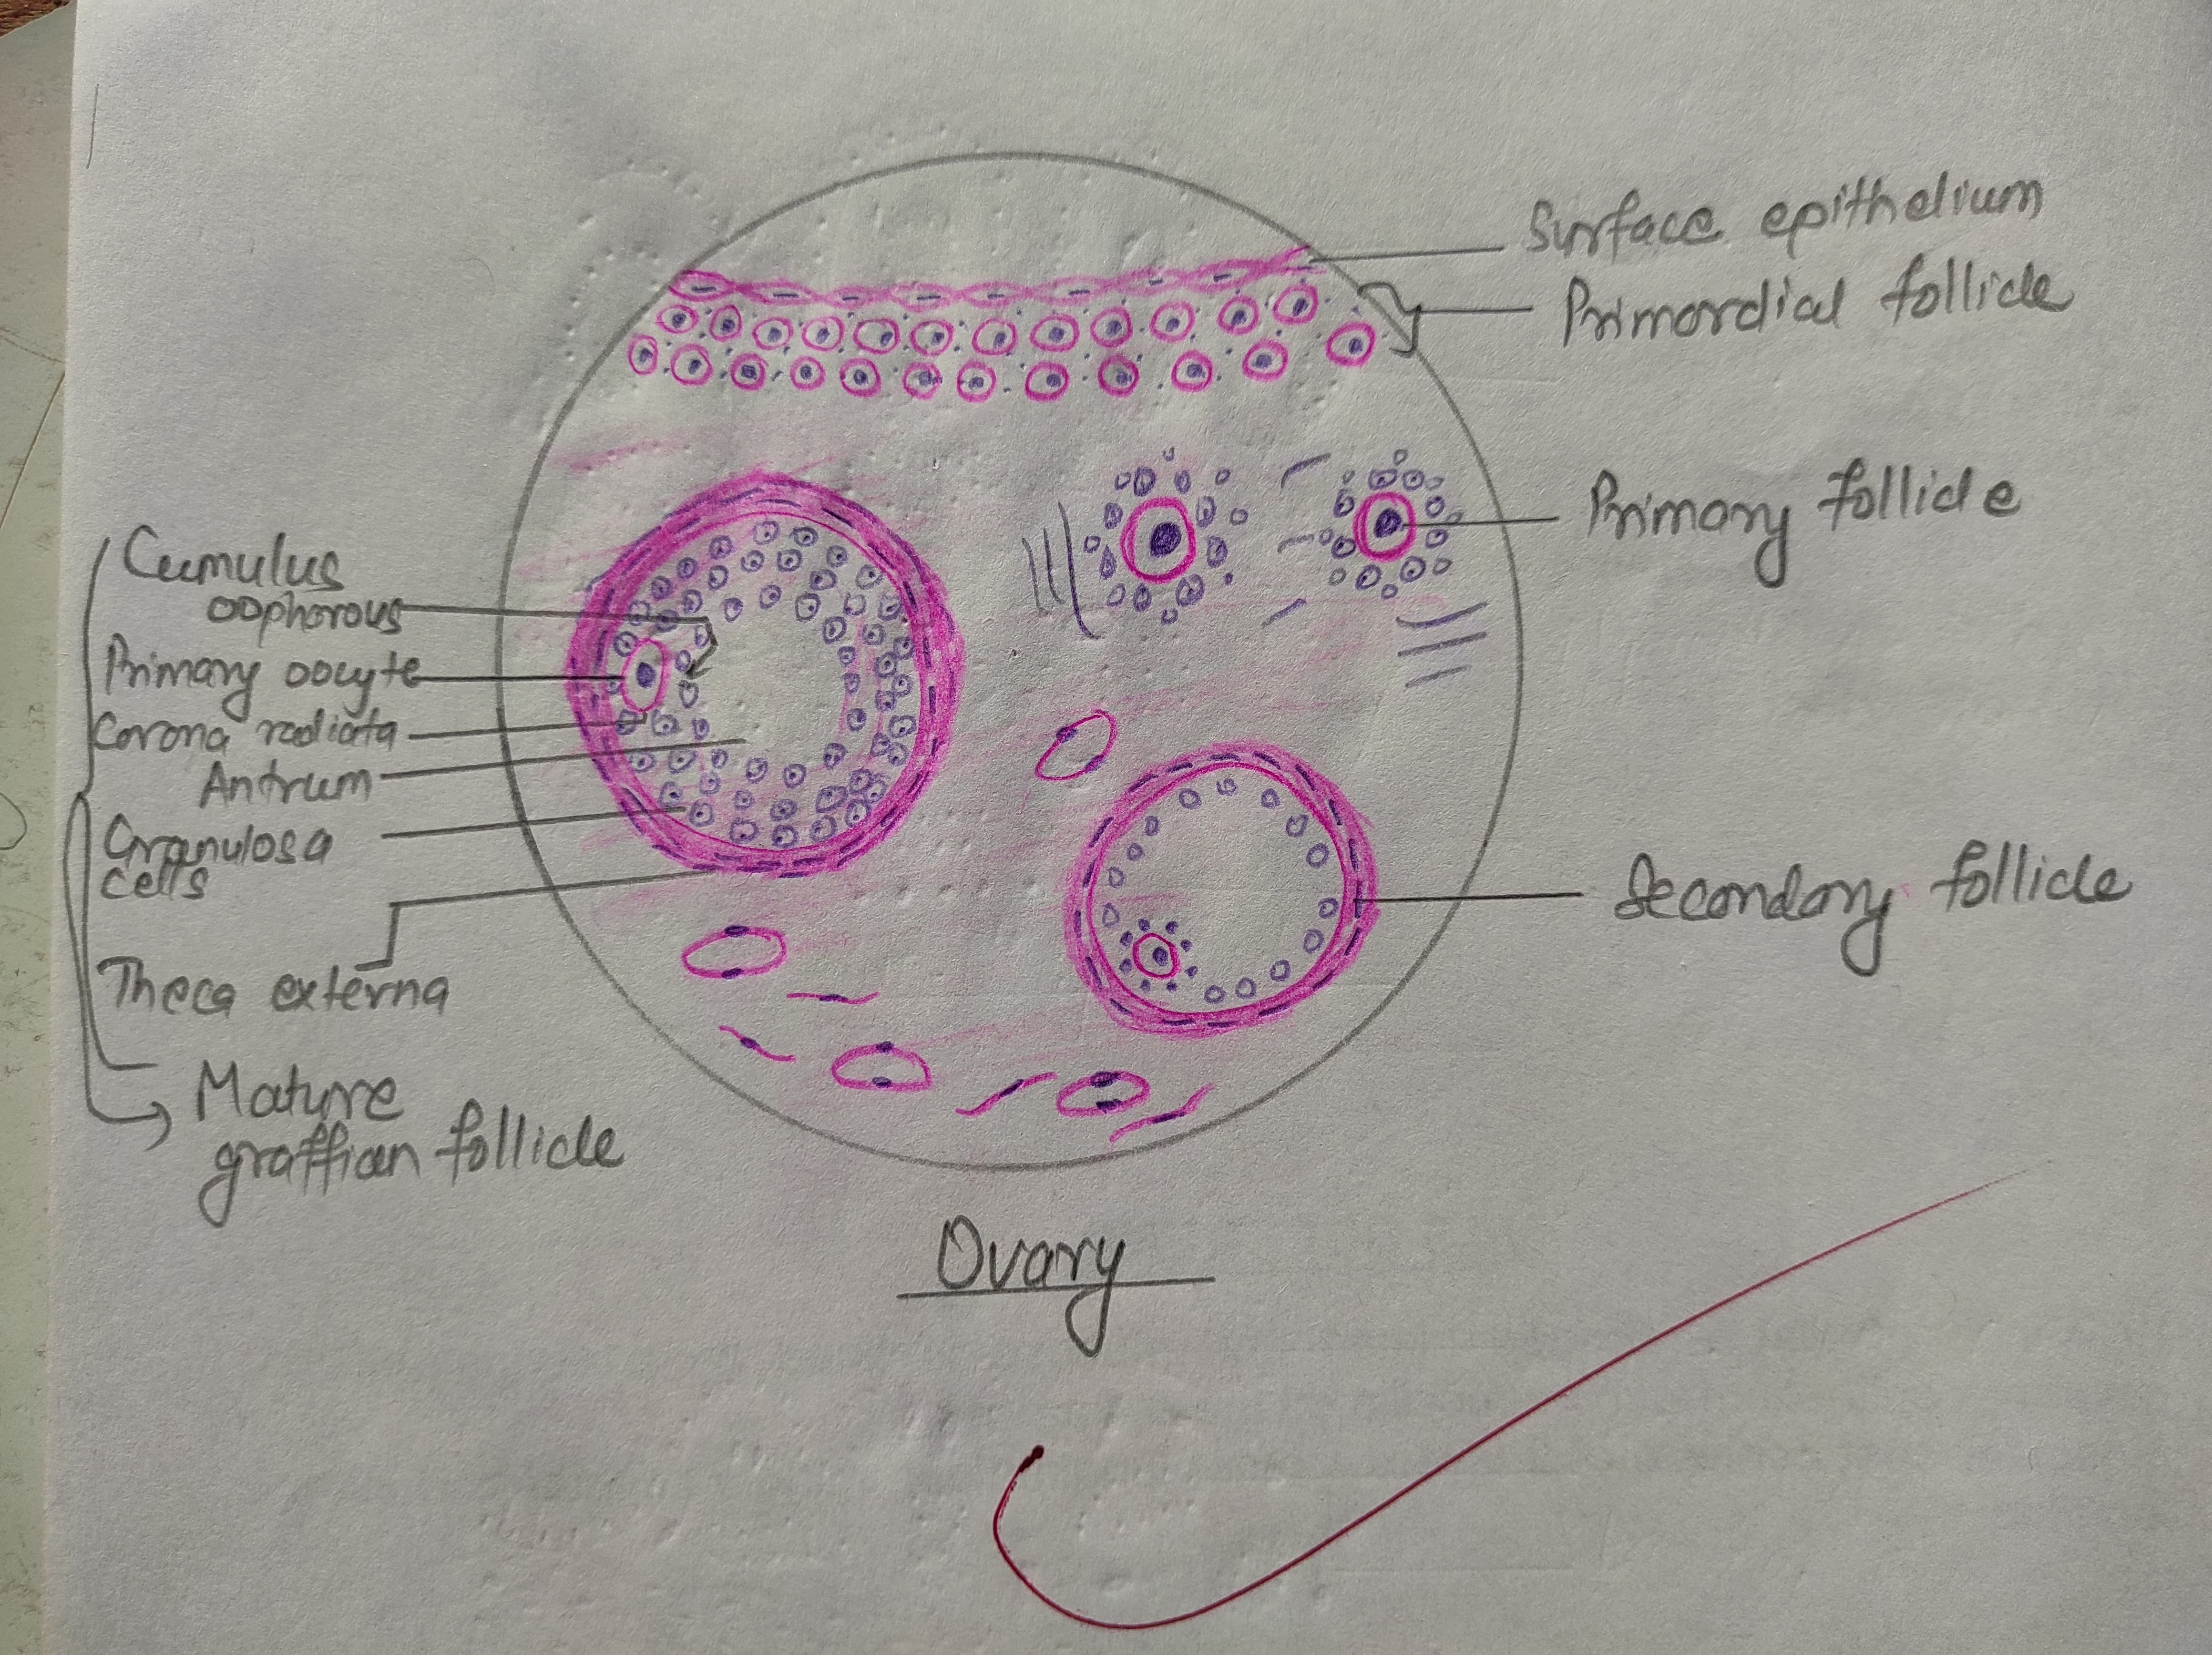 Surface epithelium
Primordial follicle
Primary follicle
Secondary follicle
Cumulus
oophorous
Primary oocyte
Corona radiata
Antrum
Granulosa
cells
Theca externa
Mature
graffian follicle
Ovary